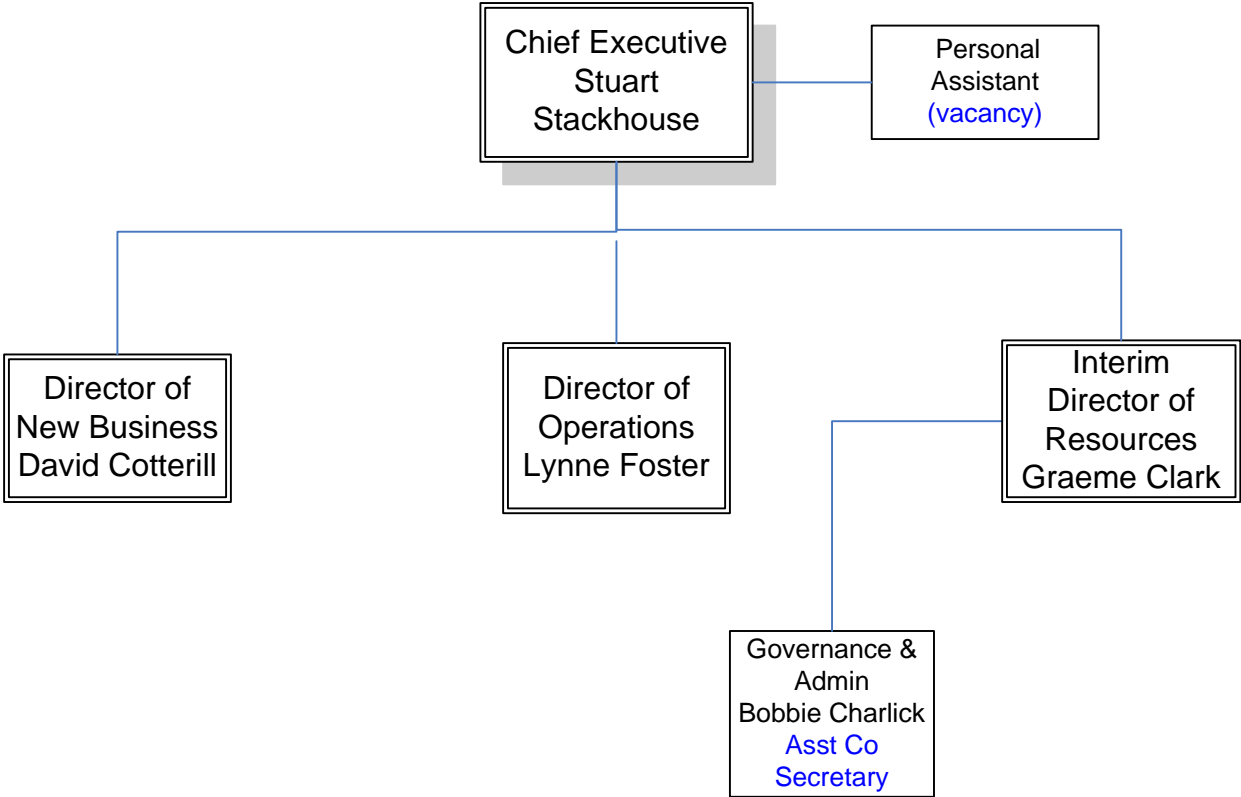 Chief Executive
Stuart
Stackhouse
Personal
Assistant
(vacancy)
Director of
New Business
David Cotterill
Director of
Operations
Lynne Foster
Interim
Director of
Resources
Graeme Clark
Governance &
Admin
Bobbie Charlick
Asst Co
Secretary